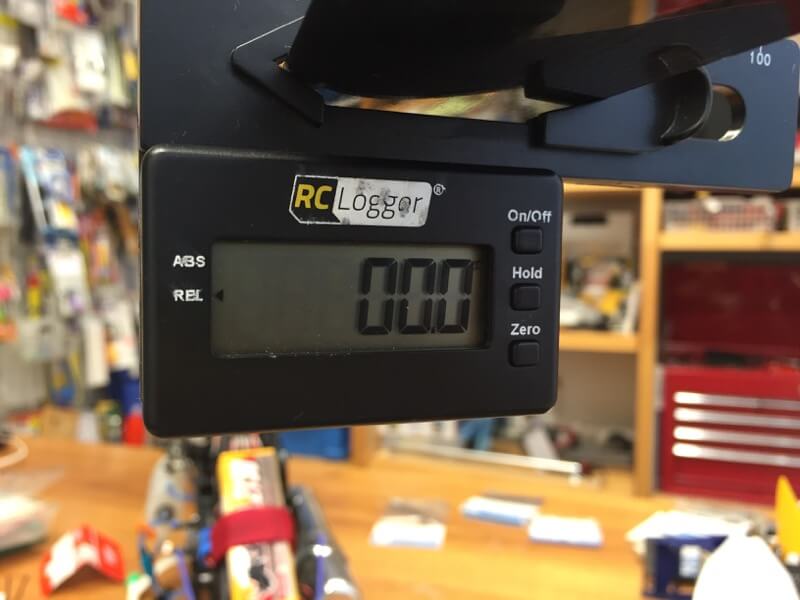 100
RC Logger®
On/Off
ABS
REL
00.0
Hold
Zero